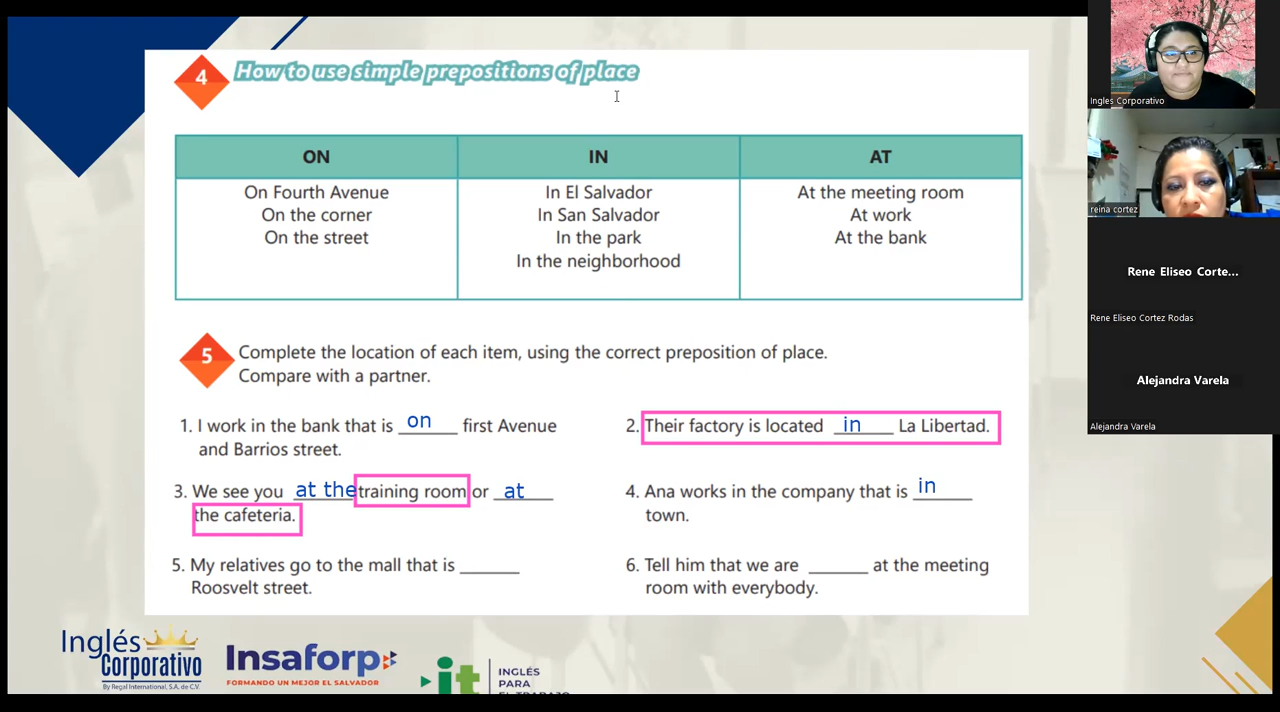 4
How to use simple prepositions of place
ON
IN
AT
On Fourth Avenue
On the corner
On the street
In El Salvador
In San Salvador
In the park
In the neighborhood
At the meeting room
At work
At the bank
5
Complete the location of each item, using the correct preposition of place.
Compare with a partner.
1. I work in the bank that is on first Avenue
and Barrios street.
2. Their factory is located in La Libertad.
3. We see you at the training room or at
the cafeteria.
4. Ana works in the company that is in
town.
5. My relatives go to the mall that is ______
Roosvelt street.
6. Tell him that we are ______ at the meeting
room with everybody.
Inglés
Corporativo
By Regal International, S.A. de C.V.
Insaforp
FORMANDO UN MEJOR EL SALVADOR
it
INGLÉS
PARA
EL TRABAJO
Ingles Corporativo
reina cortez
Rene Eliseo Corte...
Rene Eliseo Cortez Rodas
Alejandra Varela
Alejandra Varela